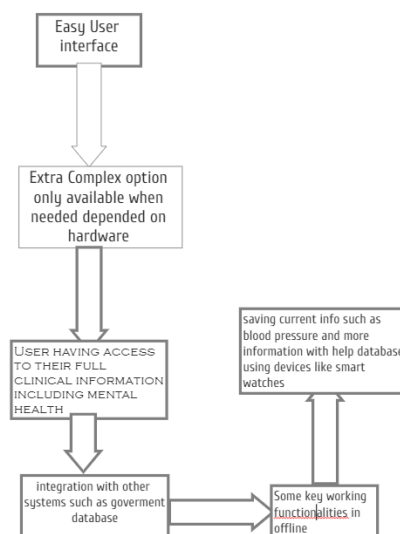 Easy User
interface
Extra Complex option
only available when
needed depended on
hardware
USER HAVING ACCESS
TO THEIR FULL
CLINICAL INFORMATION
INCLUDING MENTAL
HEALTH
integration with other
systems such as goverment
database
Some key working
functionalities in
offline
saving current info such as
blood pressure and more
information with help database
using devices like smart
watches